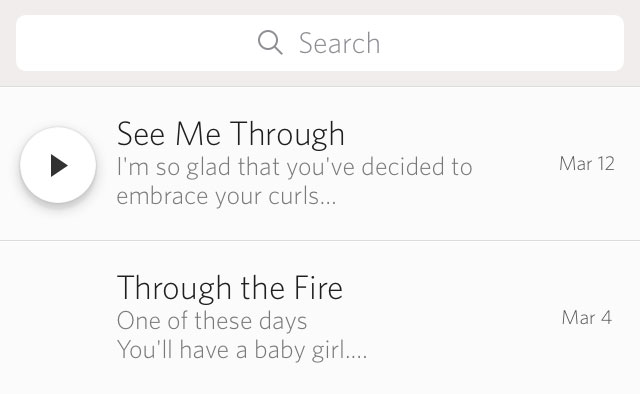 Search
See Me Through
I'm so glad that you've decided to
embrace your curls...
Mar 12
Through the Fire
One of these days
You'll have a baby girl....
Mar 4